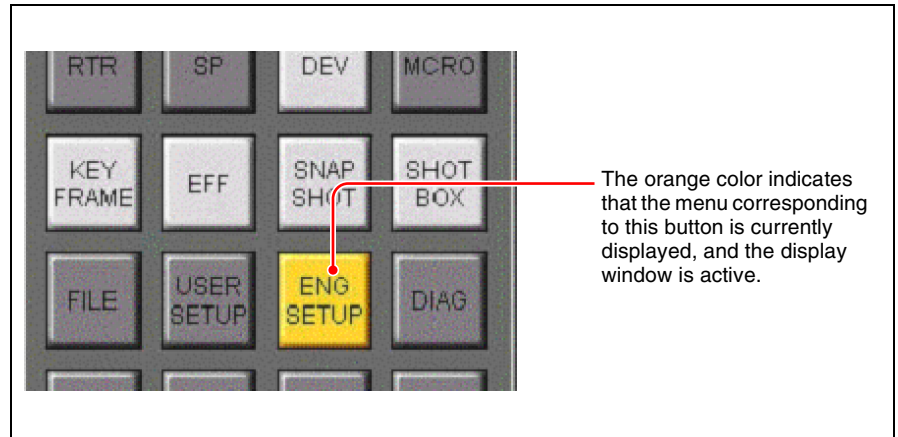 RTR SP DEV MCRO
KEY FRAME EFF SNAP SHOT SHOT BOX
FILE USER SETUP ENG SETUP DIAG
The orange color indicates
that the menu corresponding
to this button is currently
displayed, and the display
window is active.